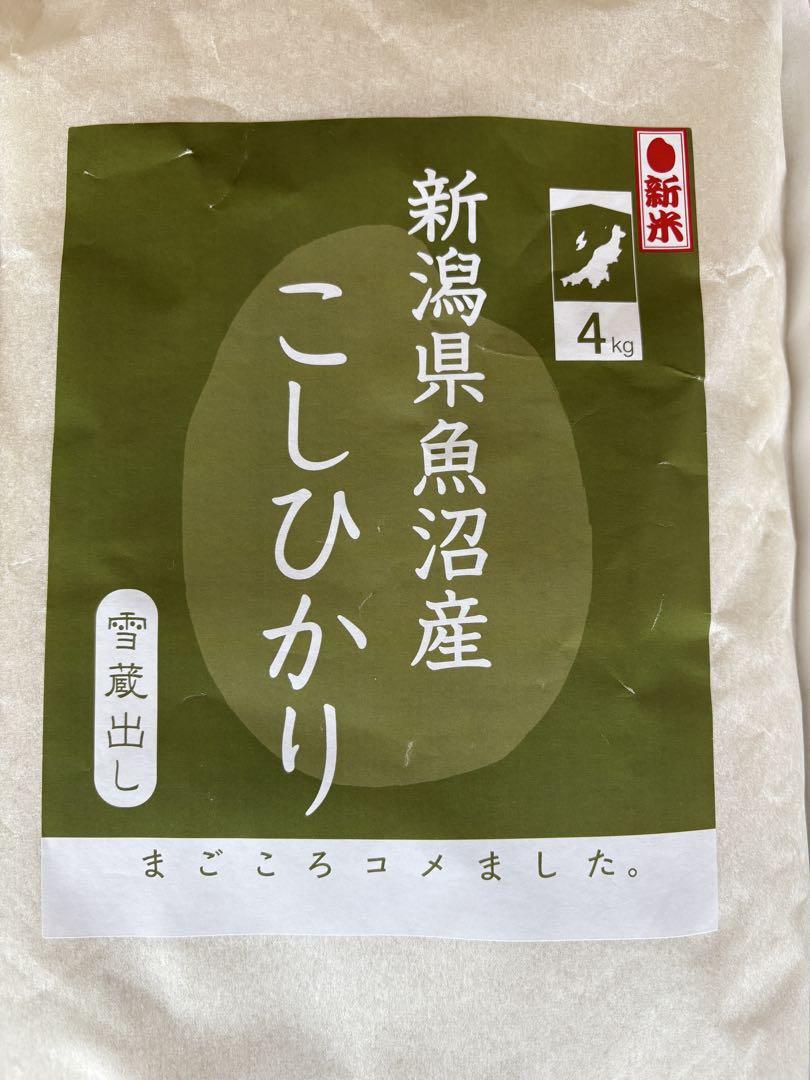 新米
4kg
新潟県魚沼産
こしひかり
雪蔵出し
まごころコメました。